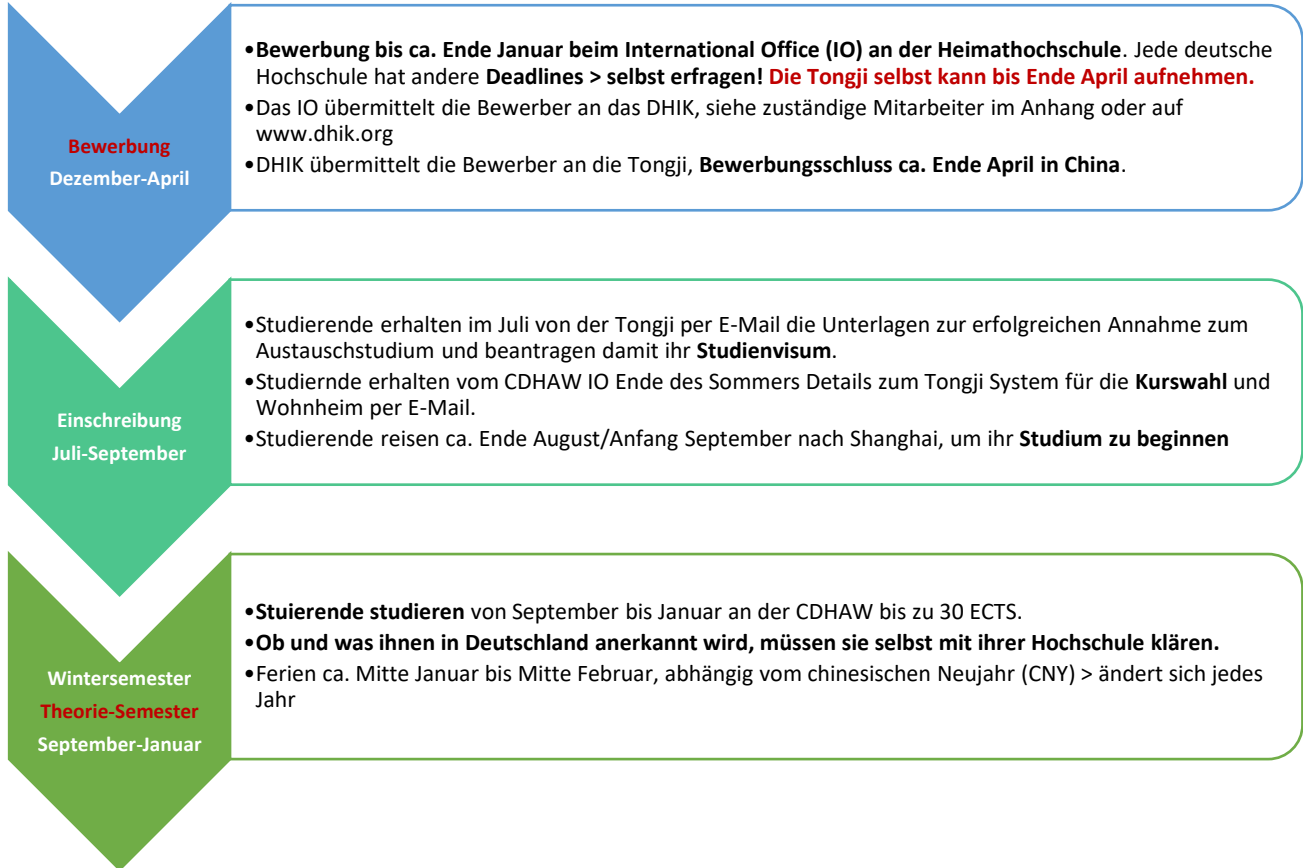 Bewerbung
Dezember-April
•Bewerbung bis ca. Ende Januar beim International Office (IO) an der Heimathochschule. Jede deutsche
Hochschule hat andere Deadlines > selbst erfragen! Die Tongji selbst kann bis Ende April aufnehmen.
•Das IO übermittelt die Bewerber an das DHIK, siehe zuständige Mitarbeiter im Anhang oder auf
www.dhik.org
•DHIK übermittelt die Bewerber an die Tongji, Bewerbungsschluss ca. Ende April in China.
Einschreibung
Juli-September
•Studierende erhalten im Juli von der Tongji per E-Mail die Unterlagen zur erfolgreichen Annahme zum
Austauschstudium und beantragen damit ihr Studienvisum.
•Studiernde erhalten vom CDHAW IO Ende des Sommers Details zum Tongji System für die Kurswahl und
Wohnheim per E-Mail.
•Studierende reisen ca. Ende August/Anfang September nach Shanghai, um ihr Studium zu beginnen
Wintersemester
Theorie-Semester
September-Januar
•Stuierende studieren von September bis Januar an der CDHAW bis zu 30 ECTS.
•Ob und was ihnen in Deutschland anerkannt wird, müssen sie selbst mit ihrer Hochschule klären.
•Ferien ca. Mitte Januar bis Mitte Februar, abhängig vom chinesischen Neujahr (CNY) > ändert sich jedes
Jahr